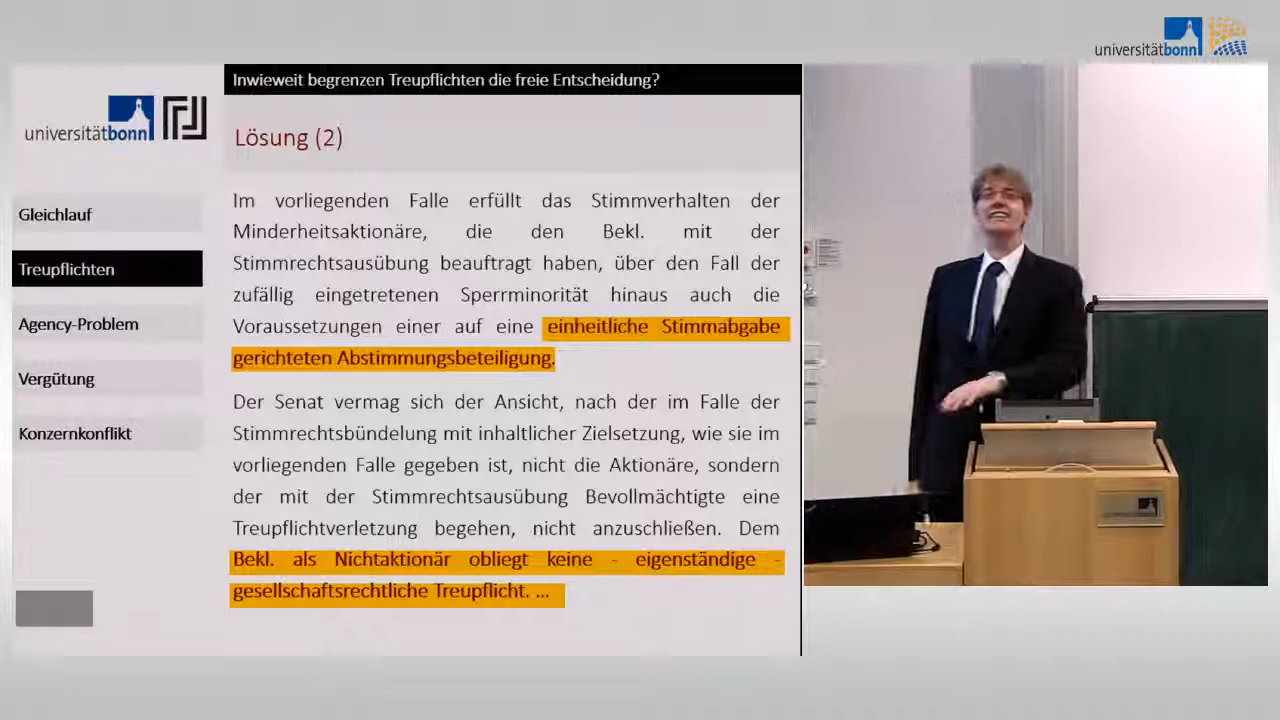 universitätbonn
Inwieweit begrenzen Treupflichten die freie Entscheidung?
universitätbonn
Lösung (2)
Gleichlauf
Treupflichten
Agency-Problem
Vergütung
Konzernkonflikt
Im vorliegenden Falle erfüllt das Stimmverhalten der
Minderheitsaktionäre, die den Bekl. mit der
Stimmrechtsausübung beauftragt haben, über den Fall der
zufällig eingetretenen Sperrminorität hinaus auch die
Voraussetzungen einer auf eine einheitliche Stimmabgabe
gerichteten Abstimmungsbeteiligung.
Der Senat vermag sich der Ansicht, nach der im Falle der
Stimmrechtsbündelung mit inhaltlicher Zielsetzung, wie sie im
vorliegenden Falle gegeben ist, nicht die Aktionäre, sondern
der mit der Stimmrechtsausübung Bevollmächtigte eine
Treupflichtverletzung begehen, nicht anzuschließen. Dem
Bekl. als Nichtaktionär obliegt keine - eigenständige -
gesellschaftsrechtliche Treupflicht. ...